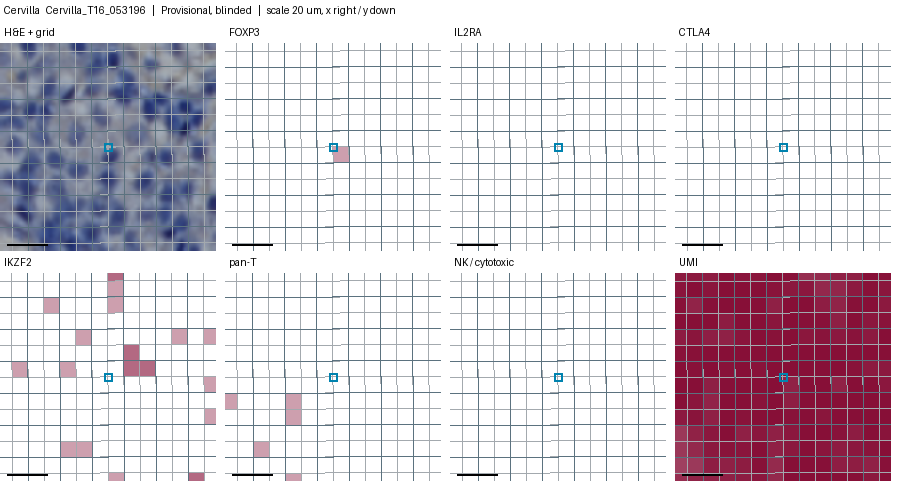 Cervilla Cervilla_T16_053196 | Provisional, blinded | scale 20 um, x right / y down
H&E + grid FOXP3 IL2RA CTLA4
IKZF2 pan-T NK / cytotoxic UMI